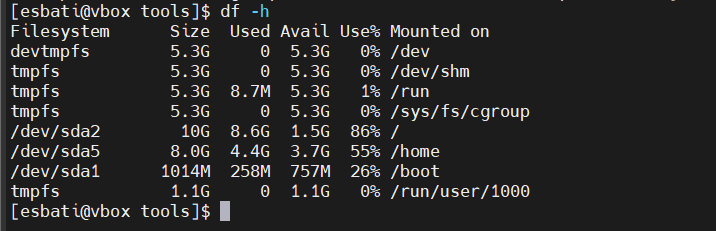 [esbati@vbox tools]$ df -h
Filesystem      Size  Used Avail Use% Mounted on
devtmpfs        5.3G     0  5.3G   0% /dev
tmpfs           5.3G     0  5.3G   0% /dev/shm
tmpfs           5.3G  8.7M  5.3G   1% /run
tmpfs           5.3G     0  5.3G   0% /sys/fs/cgroup
/dev/sda2        10G  8.6G  1.5G  86% /
/dev/sda5       8.0G  4.4G  3.7G  55% /home
/dev/sda1      1014M  258M  757M  26% /boot
tmpfs           1.1G     0  1.1G   0% /run/user/1000
[esbati@vbox tools]$